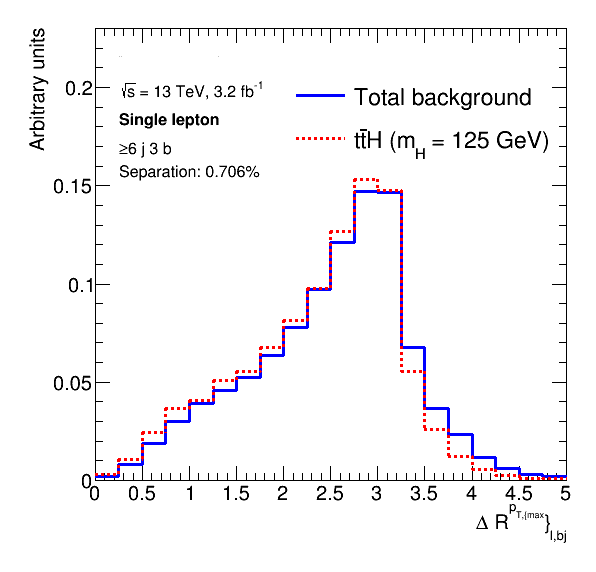 Arbitrary units
√s = 13 TeV, 3.2 fb⁻¹
Single lepton
≥6 j 3 b
Separation: 0.706%
Total background
tt̄H (m_H = 125 GeV)
0.2
0.15
0.1
0.05
0
0 0.5 1 1.5 2 2.5 3 3.5 4 4.5 5
Δ R^{p_{T,{max}}}_{l,bj}